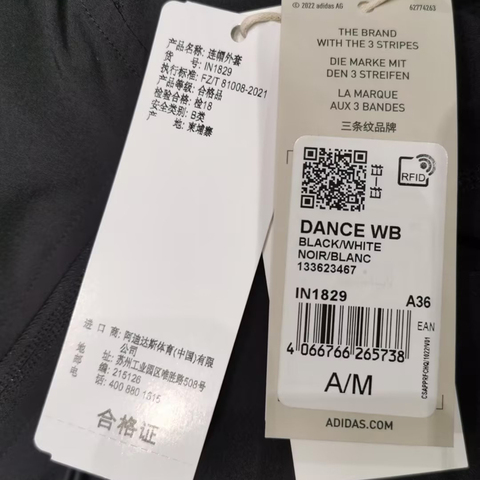 产品名称: 连帽外套
货 号: IN1829
执行标准: FZ/T 81008-2021
产品等级: 合格品
检验合格: 检18
安全类别: B类
产 地: 柬埔寨
进 口 商: 阿迪达斯体育(中国)有限
公司
地 址: 苏州工业园区唯胜路508号
邮 编: 215126
电 话: 400 880 1515
合格证
© 2022 adidas AG 62774263
THE BRAND
WITH THE 3 STRIPES
DIE MARKE MIT
DEN 3 STREIFEN
LA MARQUE
AUX 3 BANDES
三条纹品牌
RFID
DANCE WB
BLACK/WHITE
NOIR/BLANC
133623467
IN1829 A36
EAN
4 066766 265738
A/M
ADIDAS.COM